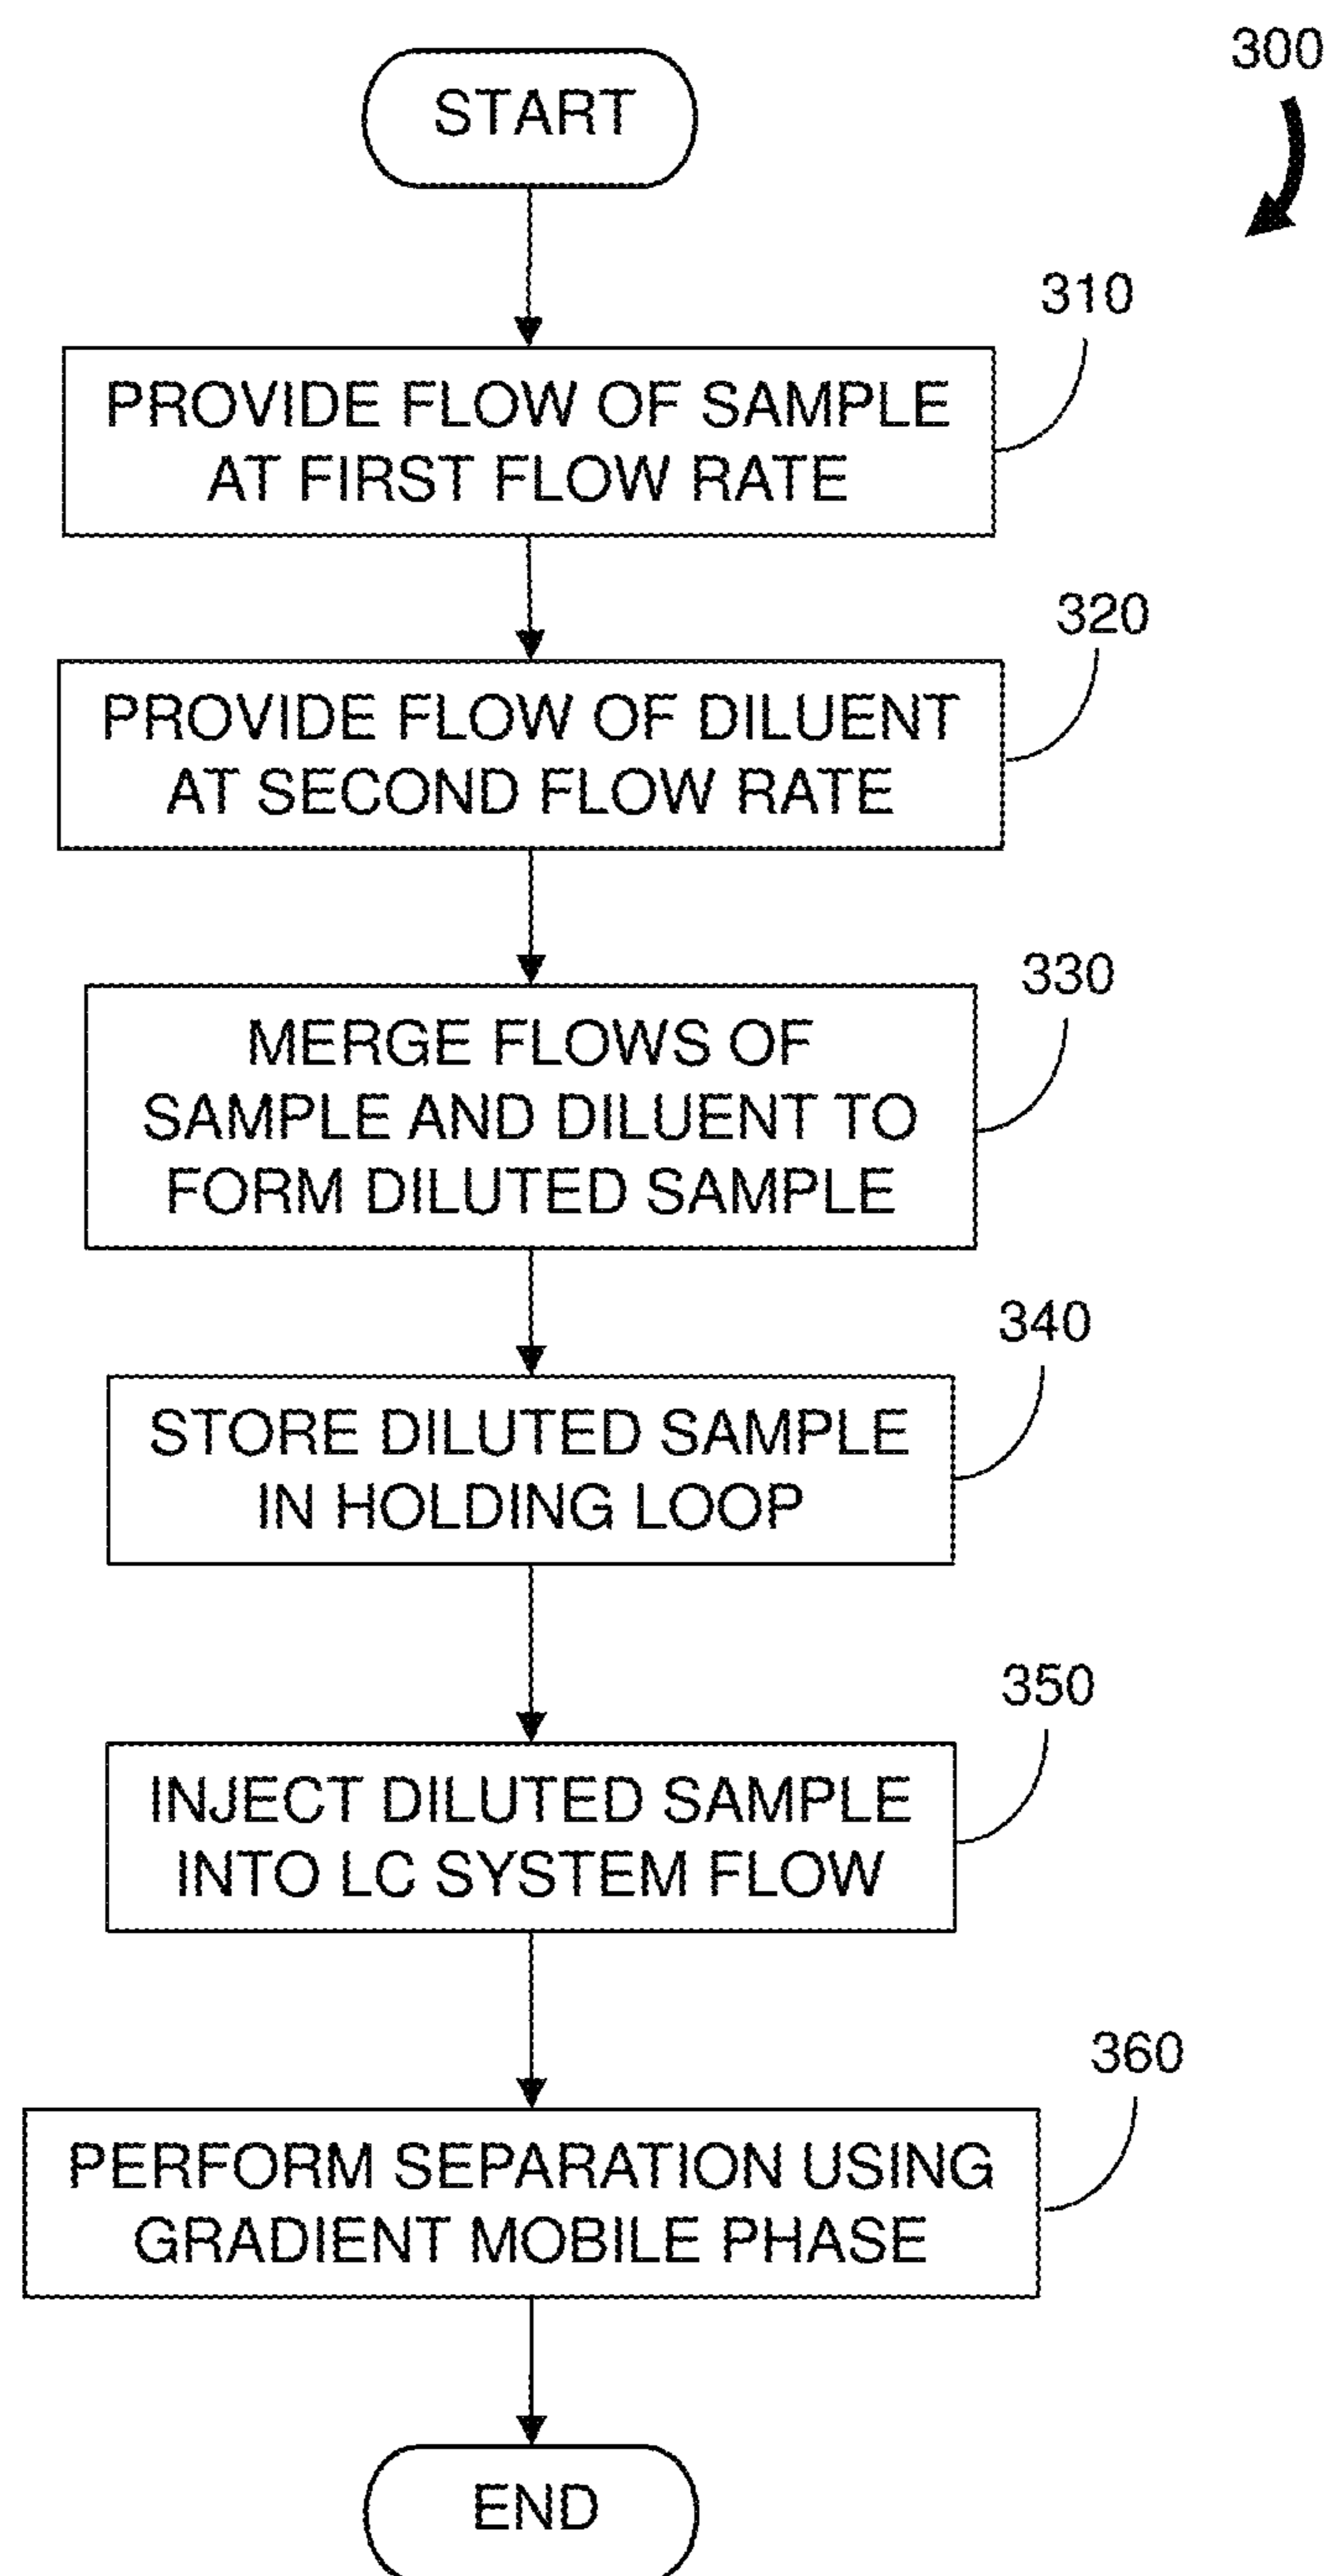 300
START
310
PROVIDE FLOW OF SAMPLE
AT FIRST FLOW RATE
320
PROVIDE FLOW OF DILUENT
AT SECOND FLOW RATE
330
MERGE FLOWS OF
SAMPLE AND DILUENT TO
FORM DILUTED SAMPLE
340
STORE DILUTED SAMPLE
IN HOLDING LOOP
350
INJECT DILUTED SAMPLE
INTO LC SYSTEM FLOW
360
PERFORM SEPARATION USING
GRADIENT MOBILE PHASE
END